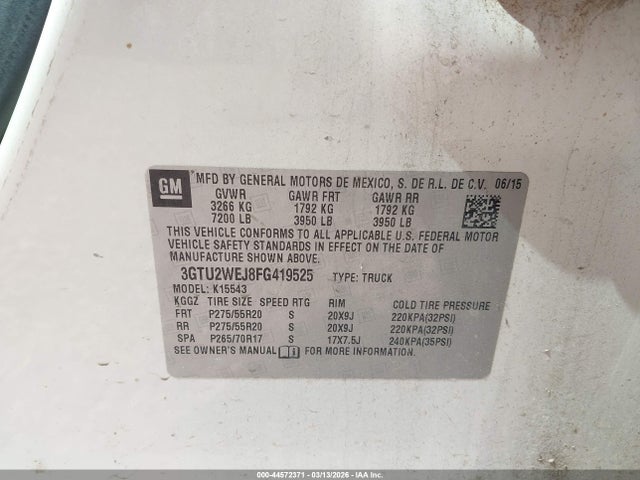 GM
MFD BY GENERAL MOTORS DE MEXICO, S. DE R.L. DE C.V. 06/15
GVWR GAWR FRT GAWR RR
3266 KG 1792 KG 1792 KG
7200 LB 3950 LB 3950 LB
THIS VEHICLE CONFORMS TO ALL APPLICABLE U.S. FEDERAL MOTOR
VEHICLE SAFETY STANDARDS IN EFFECT ON THE DATE OF
MANUFACTURE SHOWN ABOVE.
3GTU2WEJ8FG419525 TYPE: TRUCK
MODEL: K15543
KGGZ TIRE SIZE SPEED RTG RIM COLD TIRE PRESSURE
FRT P275/55R20 S 20X9J 220KPA(32PSI)
RR P275/55R20 S 20X9J 220KPA(32PSI)
SPA P265/70R17 S 17X7.5J 240KPA(35PSI)
SEE OWNER'S MANUAL FOR MORE INFORMATION.
000-44572371 - 03/13/2026 - IAA Inc.